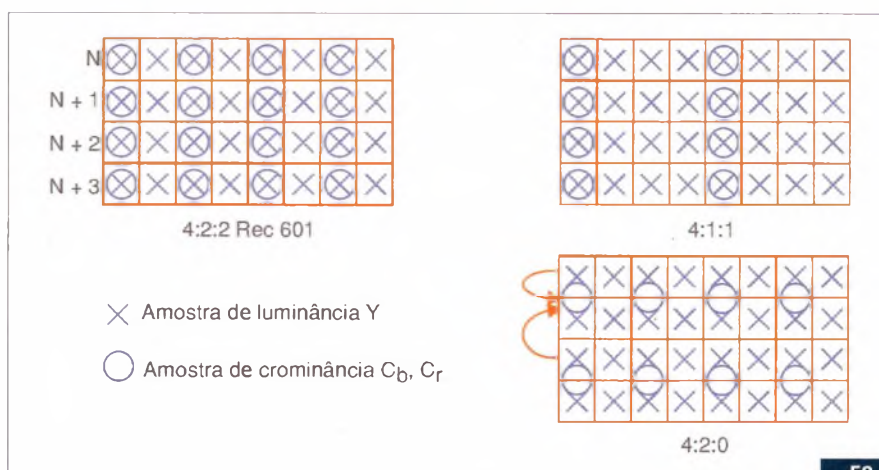 N
N + 1
N + 2
N + 3
4:2:2 Rec 601
4:1:1
Amostra de luminância Y
Amostra de crominância Cb, Cr
4:2:0